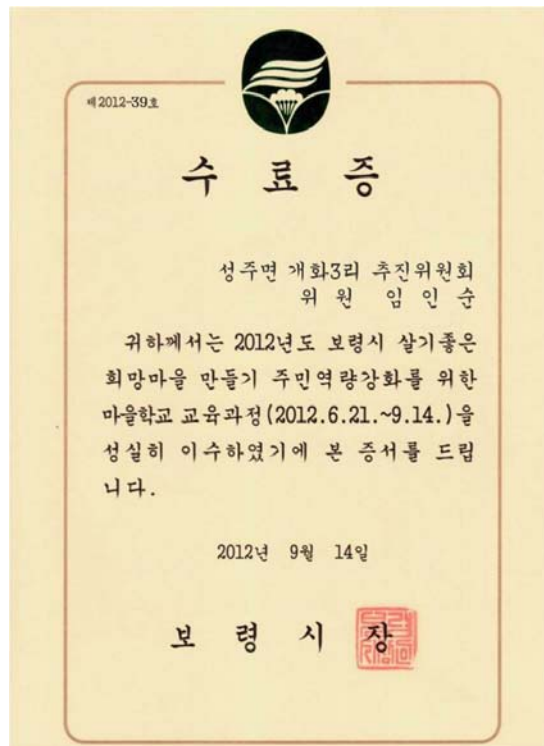 제2012-39호
수 료 증
성주면 개화3리 추진위원회
위 원 임 인 순
귀하께서는 2012년도 보령시 살기좋은
희망마을 만들기 주민역량강화를 위한
마을학교 교육과정(2012.6.21.~9.14.)을
성실히 이수하였기에 본 증서를 드립
니다.
2012년 9월 14일
보 령 시 장